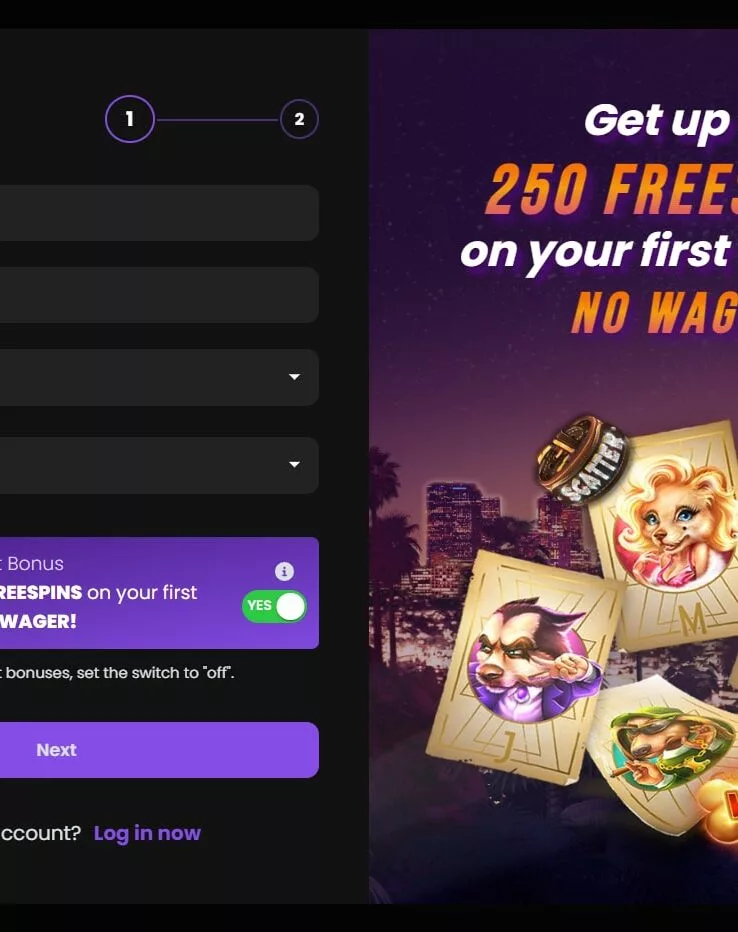 1
2
t Bonus
REESPINS on your first
WAGER!
YES
t bonuses, set the switch to "off".
Next
ccount? Log in now
Get up
250 FREES
on your first
NO WAG
SCATTER
M
J